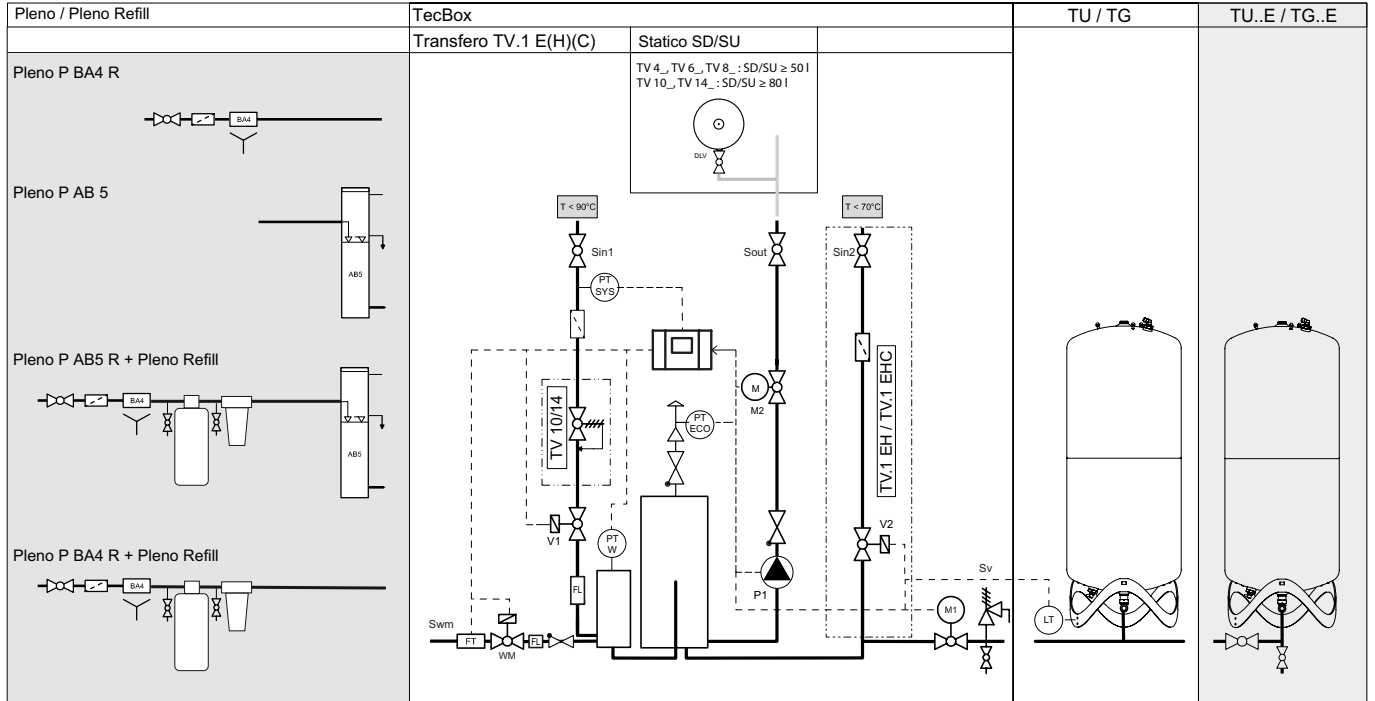 Pleno / Pleno Refill
TecBox
TU / TG
TU..E / TG..E
Transfero TV.1 E(H)(C)
Statico SD/SU
TV 4_, TV 6_, TV 8_ : SD/SU ≥ 50 l
TV 10_, TV 14_ : SD/SU ≥ 80 l
DLV
Pleno P BA4 R
BA4
Pleno P AB 5
AB5
Pleno P AB5 R + Pleno Refill
BA4
AB5
Pleno P BA4 R + Pleno Refill
BA4
T < 90°C
T < 70°C
Sin1
Sout
Sin2
PT
SYS
M
M2
PT
ECO
TV 10/14
TV.1 EH / TV.1 EHC
V1
PT
W
V2
FL
P1
Sv
M1
LT
Swm
FT
WM
FL